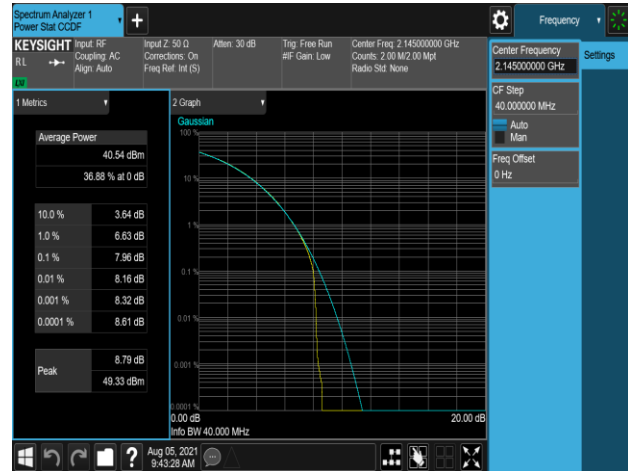 Spectrum Analyzer 1
Power Stat CCDF
+
Frequency
KEYSIGHT
Input: RF
Coupling: AC
Align: Auto
Input Z: 50 Ω
Corrections: On
Freq Ref: Int (S)
Atten: 30 dB
Trig: Free Run
#IF Gain: Low
Center Freq: 2.145000000 GHz
Counts: 2.00 M/2.00 Mpt
Radio Std: None
RL
Center Frequency
2.145000000 GHz
Settings
CF Step
40.000000 MHz
Auto
Man
Freq Offset
0 Hz
1 Metrics
Average Power
40.54 dBm
36.88 % at 0 dB
10.0 % 3.64 dB
1.0 % 6.63 dB
0.1 % 7.96 dB
0.01 % 8.16 dB
0.001 % 8.32 dB
0.0001 % 8.61 dB
Peak
8.79 dB
49.33 dBm
2 Graph
Gaussian
100 %
10 %
1 %
0.1 %
0.01 %
0.001 %
0.0001 %
0.00 dB 20.00 dB
Info BW 40.000 MHz
?
Aug 05, 2021
9:43:28 AM